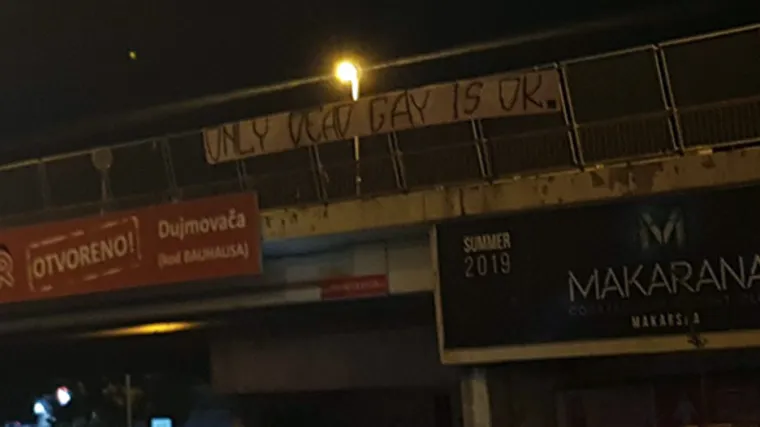 ONLY DEAD GAY IS OK.
OTVORENO!
Dujmovača
(kod BAUHAUSA)
SUMMER
2019
M
MAKARANA
MAKARSKA